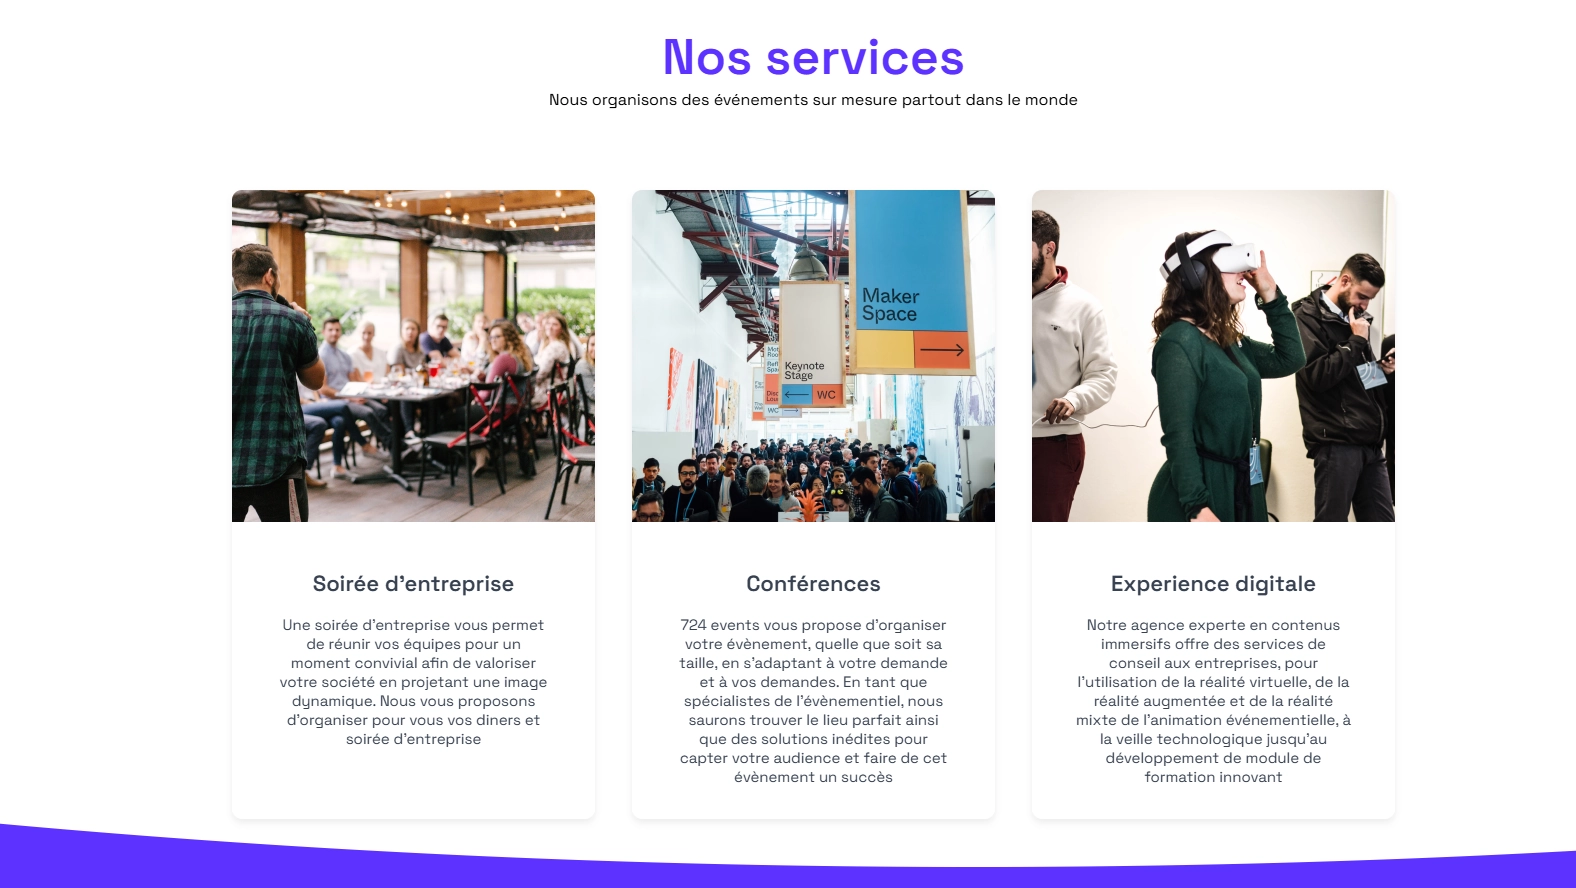 Nos services
Nous organisons des événements sur mesure partout dans le monde
Maker
Space
Keynote
Stage
WC
WC
Soirée d'entreprise
Une soirée d'entreprise vous permet
de réunir vos équipes pour un
moment convivial afin de valoriser
votre société en projetant une image
dynamique. Nous vous proposons
d'organiser pour vous vos diners et
soirée d'entreprise
Conférences
724 events vous propose d'organiser
votre évènement, quelle que soit sa
taille, en s'adaptant à votre demande
et à vos demandes. En tant que
spécialistes de l'évènementiel, nous
saurons trouver le lieu parfait ainsi
que des solutions inédites pour
capter votre audience et faire de cet
évènement un succès
Experience digitale
Notre agence experte en contenus
immersifs offre des services de
conseil aux entreprises, pour
l'utilisation de la réalité virtuelle, de la
réalité augmentée et de la réalité
mixte de l'animation événementielle, à
la veille technologique jusqu'au
développement de module de
formation innovant